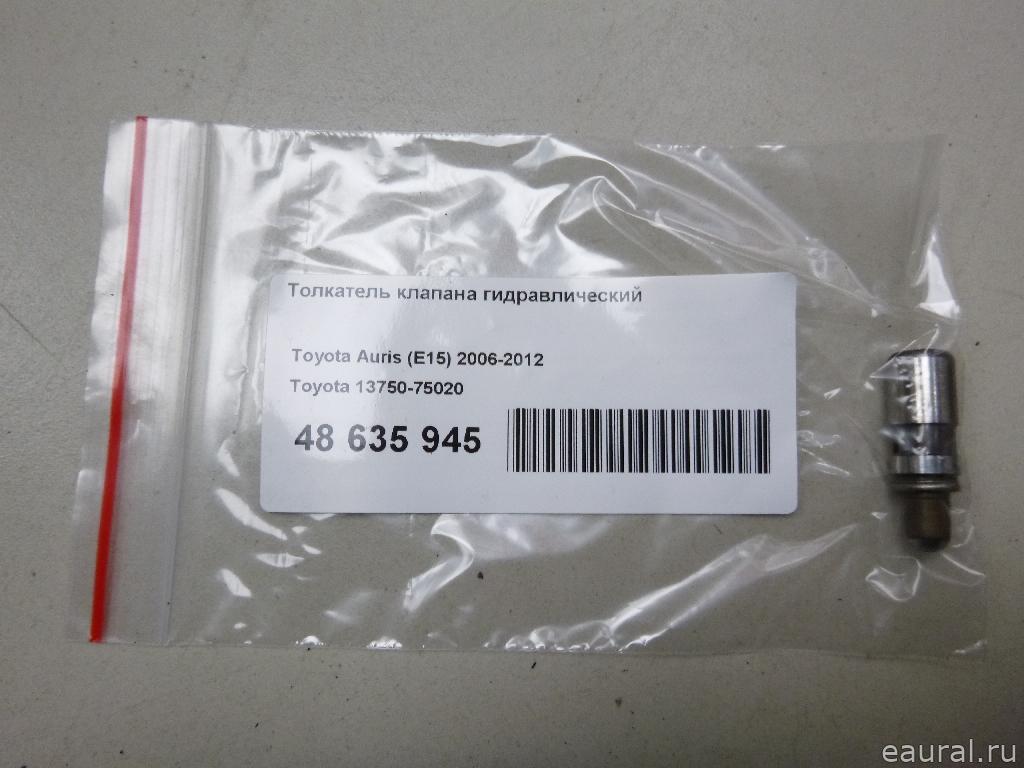 Толкатель клапана гидравлический
Toyota Auris (E15) 2006-2012
Toyota 13750-75020
48 635 945
eaural.ru